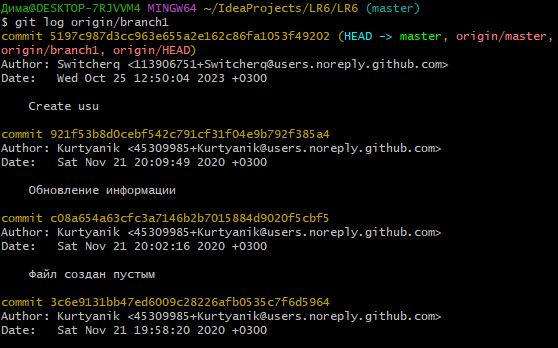 Дима@DESKTOP-7RJVVM4 MINGW64 ~/IdeaProjects/LR6/LR6 (master)
$ git log origin/branch1
commit 5197c987d3cc963e655a2e162c86fa1053f49202 (HEAD -> master, origin/master,
origin/branch1, origin/HEAD)
Author: Switcherq <113906751+Switcherq@users.noreply.github.com>
Date:   Wed Oct 25 12:50:04 2023 +0300
Create usu
commit 921f53b8d0cebf542c791cf31f04e9b792f385a4
Author: Kurtyanik <45309985+Kurtyanik@users.noreply.github.com>
Date:   Sat Nov 21 20:09:49 2020 +0300
Обновление информации
commit c08a654a63cfc3a7146b2b7015884d9020f5cbf5
Author: Kurtyanik <45309985+Kurtyanik@users.noreply.github.com>
Date:   Sat Nov 21 20:02:16 2020 +0300
Файл создан пустым
commit 3c6e9131bb47ed6009c28226afb0535c7f6d5964
Author: Kurtyanik <45309985+Kurtyanik@users.noreply.github.com>
Date:   Sat Nov 21 19:58:20 2020 +0300